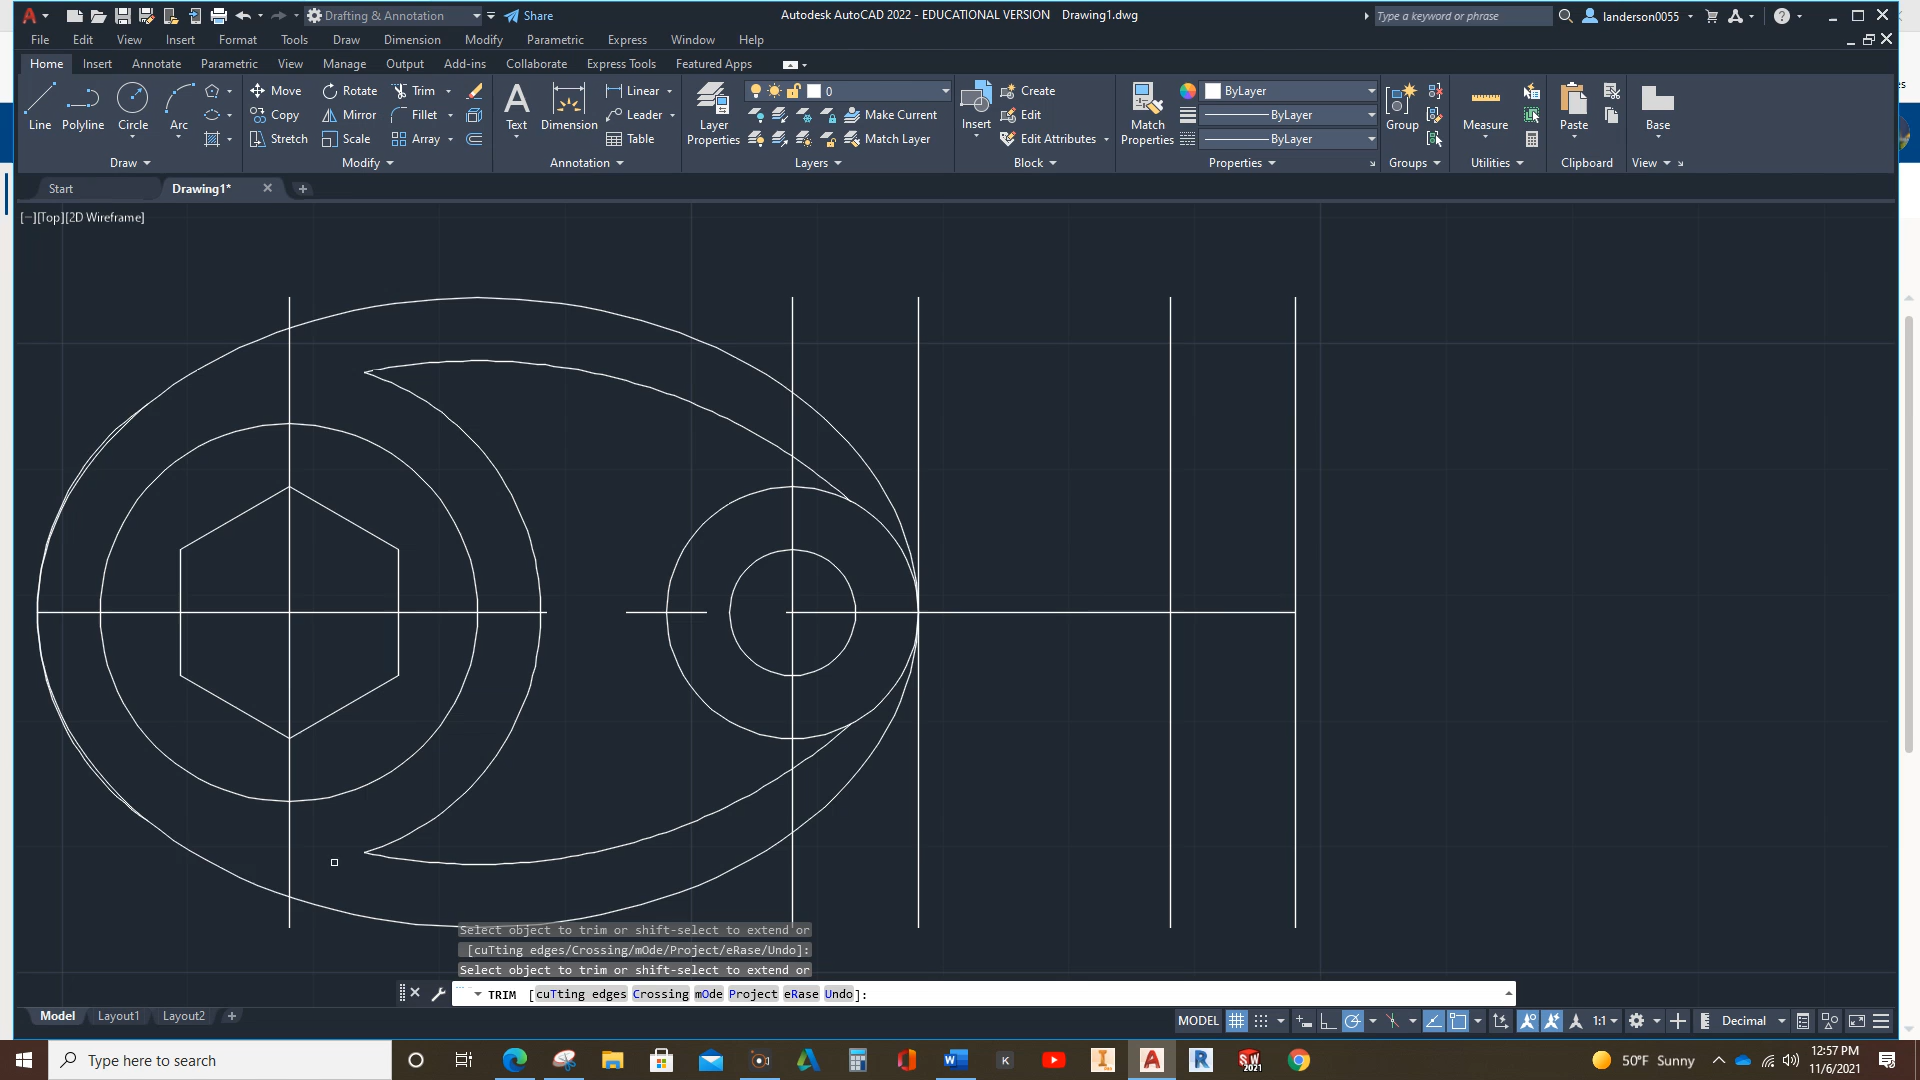 Drafting & Annotation
Share
Autodesk AutoCAD 2022 - EDUCATIONAL VERSION Drawing1.dwg
Type a keyword or phrase
landerson0055
File Edit View Insert Format Tools Draw Dimension Modify Parametric Express Window Help
Home Insert Annotate Parametric View Manage Output Add-ins Collaborate Express Tools Featured Apps
Line Polyline Circle Arc
Draw
Move Rotate Trim
Copy Mirror Fillet
Stretch Scale Array
Modify
Text Dimension
Linear
Leader
Table
Annotation
Layer Properties
0
Make Current
Match Layer
Layers
Insert
Create
Edit
Edit Attributes
Block
Match Properties
ByLayer
ByLayer
ByLayer
Properties
Group
Groups
Measure
Utilities
Paste
Clipboard
Base
View
Start Drawing1*
[−][Top][2D Wireframe]
Select object to trim or shift-select to extend or
[cuTting edges/Crossing/mOde/Project/eRase/Undo]:
Select object to trim or shift-select to extend or
TRIM [cuTting edges Crossing mOde Project eRase Undo]:
Model Layout1 Layout2
MODEL 1:1 Decimal
Type here to search
50°F Sunny
12:57 PM
11/6/2021